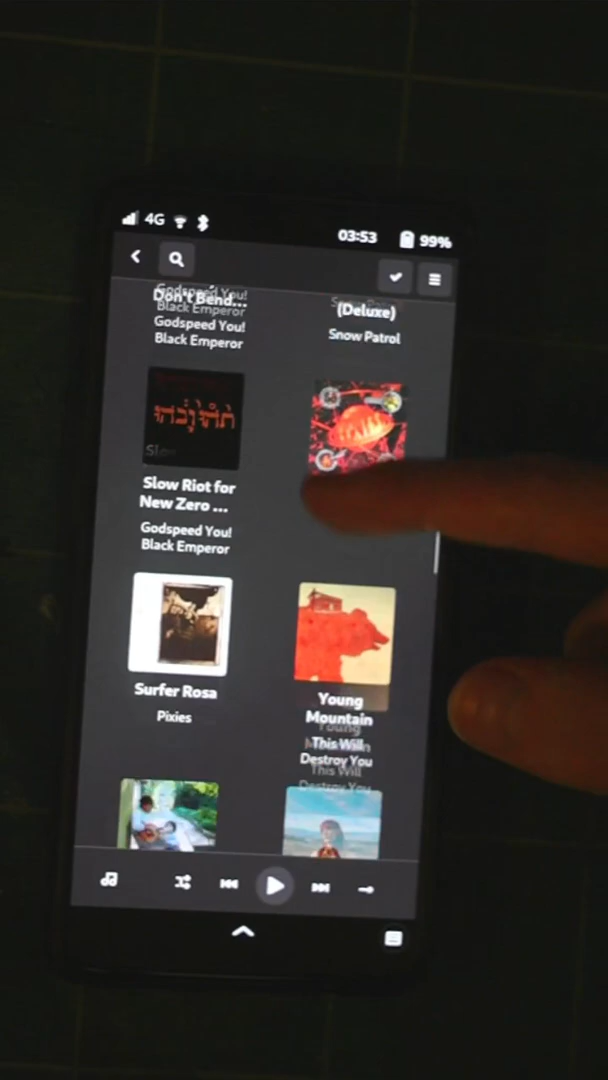 4G
03:53
99%
Don't Bend...
Godspeed You!
Black Emperor
(Deluxe)
Snow Patrol
Slow Riot for
New Zero ...
Godspeed You!
Black Emperor
Surfer Rosa
Pixies
Young
Mountain
This Will
Destroy You